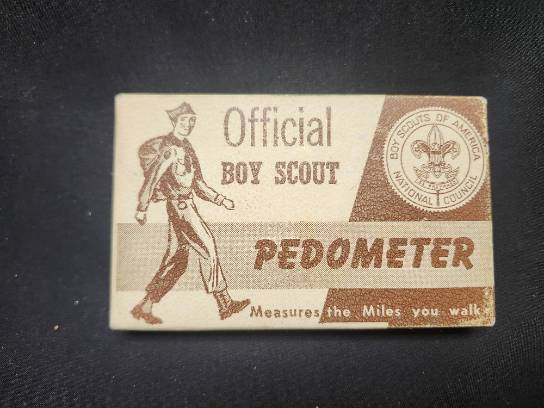 Official
BOY SCOUT
PEDOMETER
Measures the Miles you walk
BOY SCOUTS OF AMERICA
NATIONAL COUNCIL